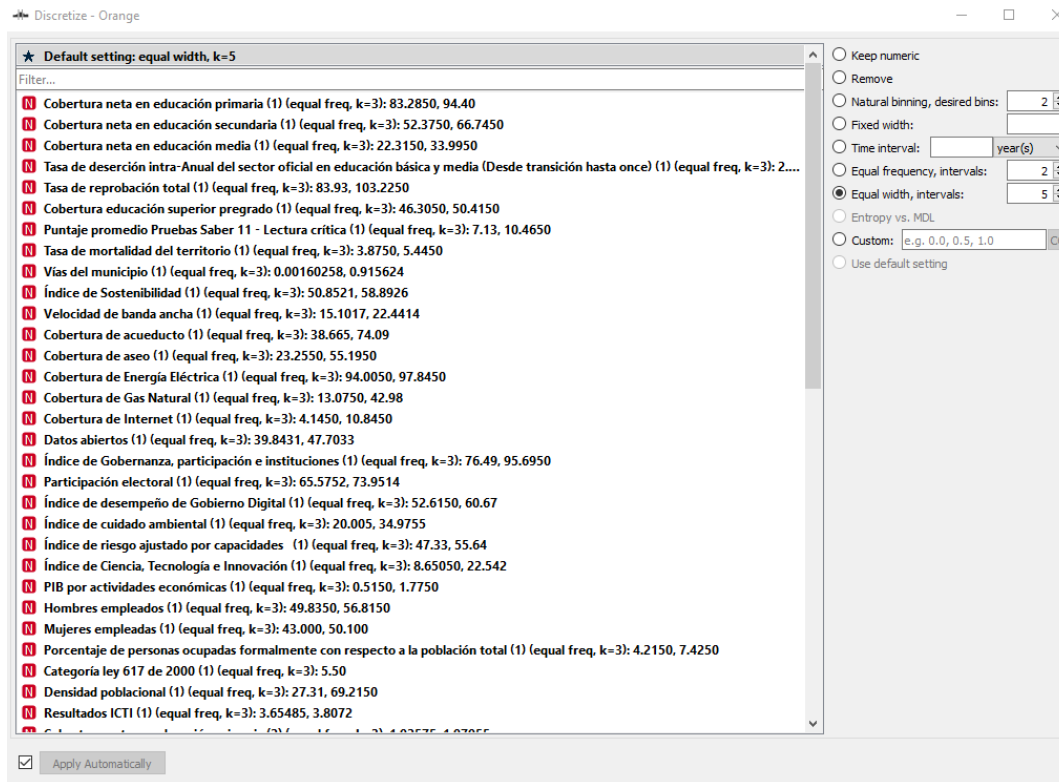 Discretize - Orange
Default setting: equal width, k=5
Filter...
N Cobertura neta en educación primaria (1) (equal freq, k=3): 83.2850, 94.40
N Cobertura neta en educación secundaria (1) (equal freq, k=3): 52.3750, 66.7450
N Cobertura neta en educación media (1) (equal freq, k=3): 22.3150, 33.9950
N Tasa de deserción intra-Anual del sector oficial en educación básica y media (Desde transición hasta once) (1) (equal freq, k=3): 2....
N Tasa de reprobación total (1) (equal freq, k=3): 83.93, 103.2250
N Cobertura educación superior pregrado (1) (equal freq, k=3): 46.3050, 50.4150
N Puntaje promedio Pruebas Saber 11 - Lectura crítica (1) (equal freq, k=3): 7.13, 10.4650
N Tasa de mortalidad del territorio (1) (equal freq, k=3): 3.8750, 5.4450
N Vías del municipio (1) (equal freq, k=3): 0.00160258, 0.915624
N Índice de Sostenibilidad (1) (equal freq, k=3): 50.8521, 58.8926
N Velocidad de banda ancha (1) (equal freq, k=3): 15.1017, 22.4414
N Cobertura de acueducto (1) (equal freq, k=3): 38.665, 74.09
N Cobertura de aseo (1) (equal freq, k=3): 23.2550, 55.1950
N Cobertura de Energía Eléctrica (1) (equal freq, k=3): 94.0050, 97.8450
N Cobertura de Gas Natural (1) (equal freq, k=3): 13.0750, 42.98
N Cobertura de Internet (1) (equal freq, k=3): 4.1450, 10.8450
N Datos abiertos (1) (equal freq, k=3): 39.8431, 47.7033
N Índice de Gobernanza, participación e instituciones (1) (equal freq, k=3): 76.49, 95.6950
N Participación electoral (1) (equal freq, k=3): 65.5752, 73.9514
N Índice de desempeño de Gobierno Digital (1) (equal freq, k=3): 52.6150, 60.67
N Índice de cuidado ambiental (1) (equal freq, k=3): 20.005, 34.9755
N Índice de riesgo ajustado por capacidades (1) (equal freq, k=3): 47.33, 55.64
N Índice de Ciencia, Tecnología e Innovación (1) (equal freq, k=3): 8.65050, 22.542
N PIB por actividades económicas (1) (equal freq, k=3): 0.5150, 1.7750
N Hombres empleados (1) (equal freq, k=3): 49.8350, 56.8150
N Mujeres empleadas (1) (equal freq, k=3): 43.000, 50.100
N Porcentaje de personas ocupadas formalmente con respecto a la población total (1) (equal freq, k=3): 4.2150, 7.4250
N Categoría ley 617 de 2000 (1) (equal freq, k=3): 5.50
N Densidad poblacional (1) (equal freq, k=3): 27.31, 69.2150
N Resultados ICTI (1) (equal freq, k=3): 3.65485, 3.8072
Keep numeric
Remove
Natural binning, desired bins: 2
Fixed width:
Time interval: year(s)
Equal frequency, intervals: 2
Equal width, intervals: 5
Entropy vs. MDL
Custom: e.g. 0.0, 0.5, 1.0
Use default setting
Apply Automatically